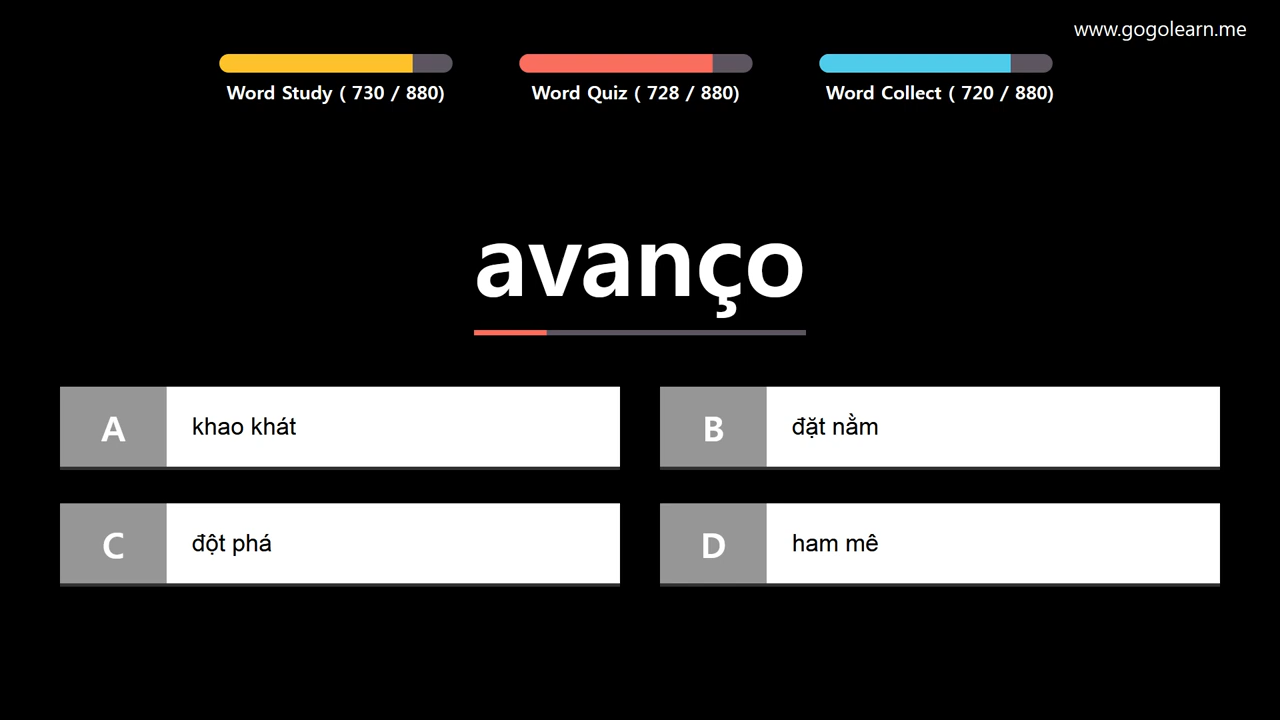 www.gogolearn.me
Word Study ( 730 / 880)
Word Quiz ( 728 / 880)
Word Collect ( 720 / 880)
avanço
A
khao khát
B
đặt nằm
C
đột phá
D
ham mê